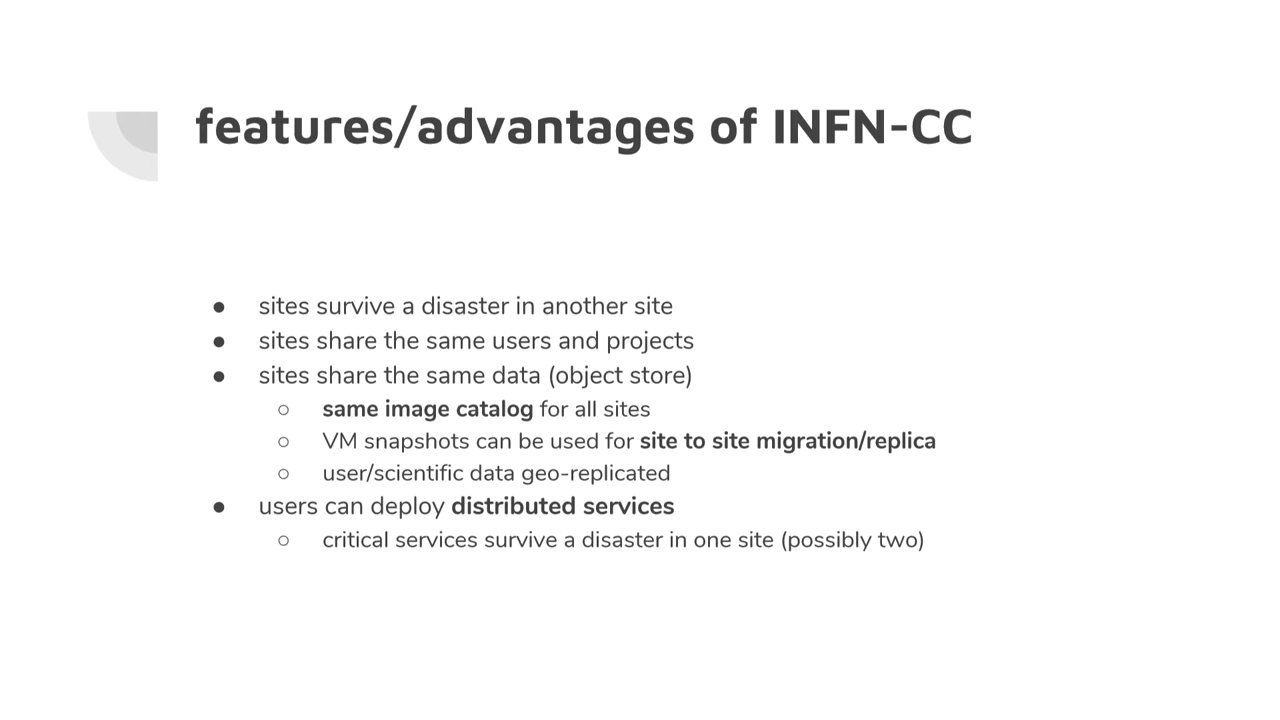 features/advantages of INFN-CC
● sites survive a disaster in another site
● sites share the same users and projects
● sites share the same data (object store)
○ same image catalog for all sites
○ VM snapshots can be used for site to site migration/replica
○ user/scientific data geo-replicated
● users can deploy distributed services
○ critical services survive a disaster in one site (possibly two)